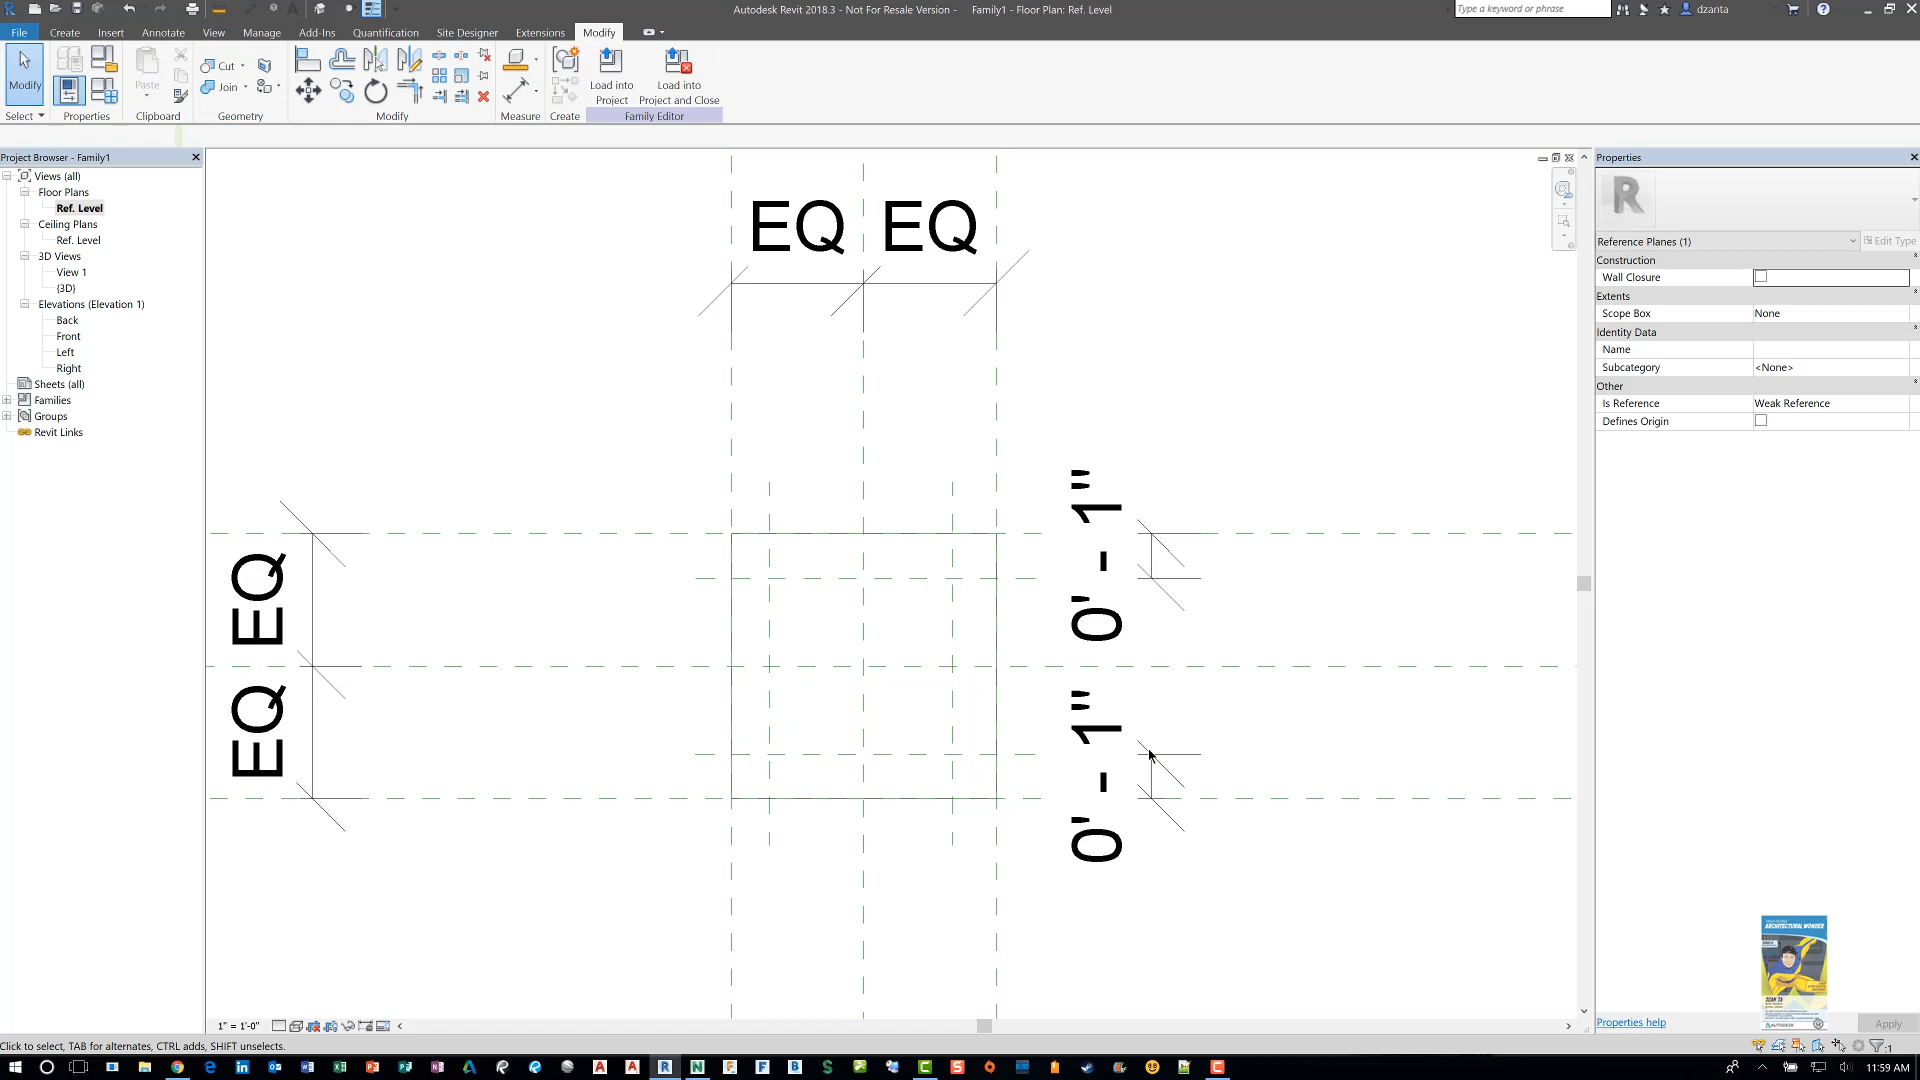 Autodesk Revit 2018.3 - Not For Resale Version - Family1 - Floor Plan: Ref. Level
Type a keyword or phrase
dzanta
File Create Insert Annotate View Manage Add-Ins Quantification Site Designer Extensions Modify
Modify
Paste
Cut
Join
Load into
Project
Load into
Project and Close
Select Properties Clipboard Geometry Modify Measure Create Family Editor
Project Browser - Family1
Views (all)
Floor Plans
Ref. Level
Ceiling Plans
Ref. Level
3D Views
View 1
{3D}
Elevations (Elevation 1)
Back
Front
Left
Right
Sheets (all)
Families
Groups
Revit Links
EQ EQ
EQ EQ
0' - 1"
0' - 1"
Properties
Reference Planes (1)
Edit Type
Construction
Wall Closure
Extents
Scope Box None
Identity Data
Name
Subcategory <None>
Other
Is Reference Weak Reference
Defines Origin
ARCHITECTURAL WONDER
AUTODESK
Properties help
Apply
1" = 1'-0"
Click to select, TAB for alternates, CTRL adds, SHIFT unselects.
:1
11:59 AM